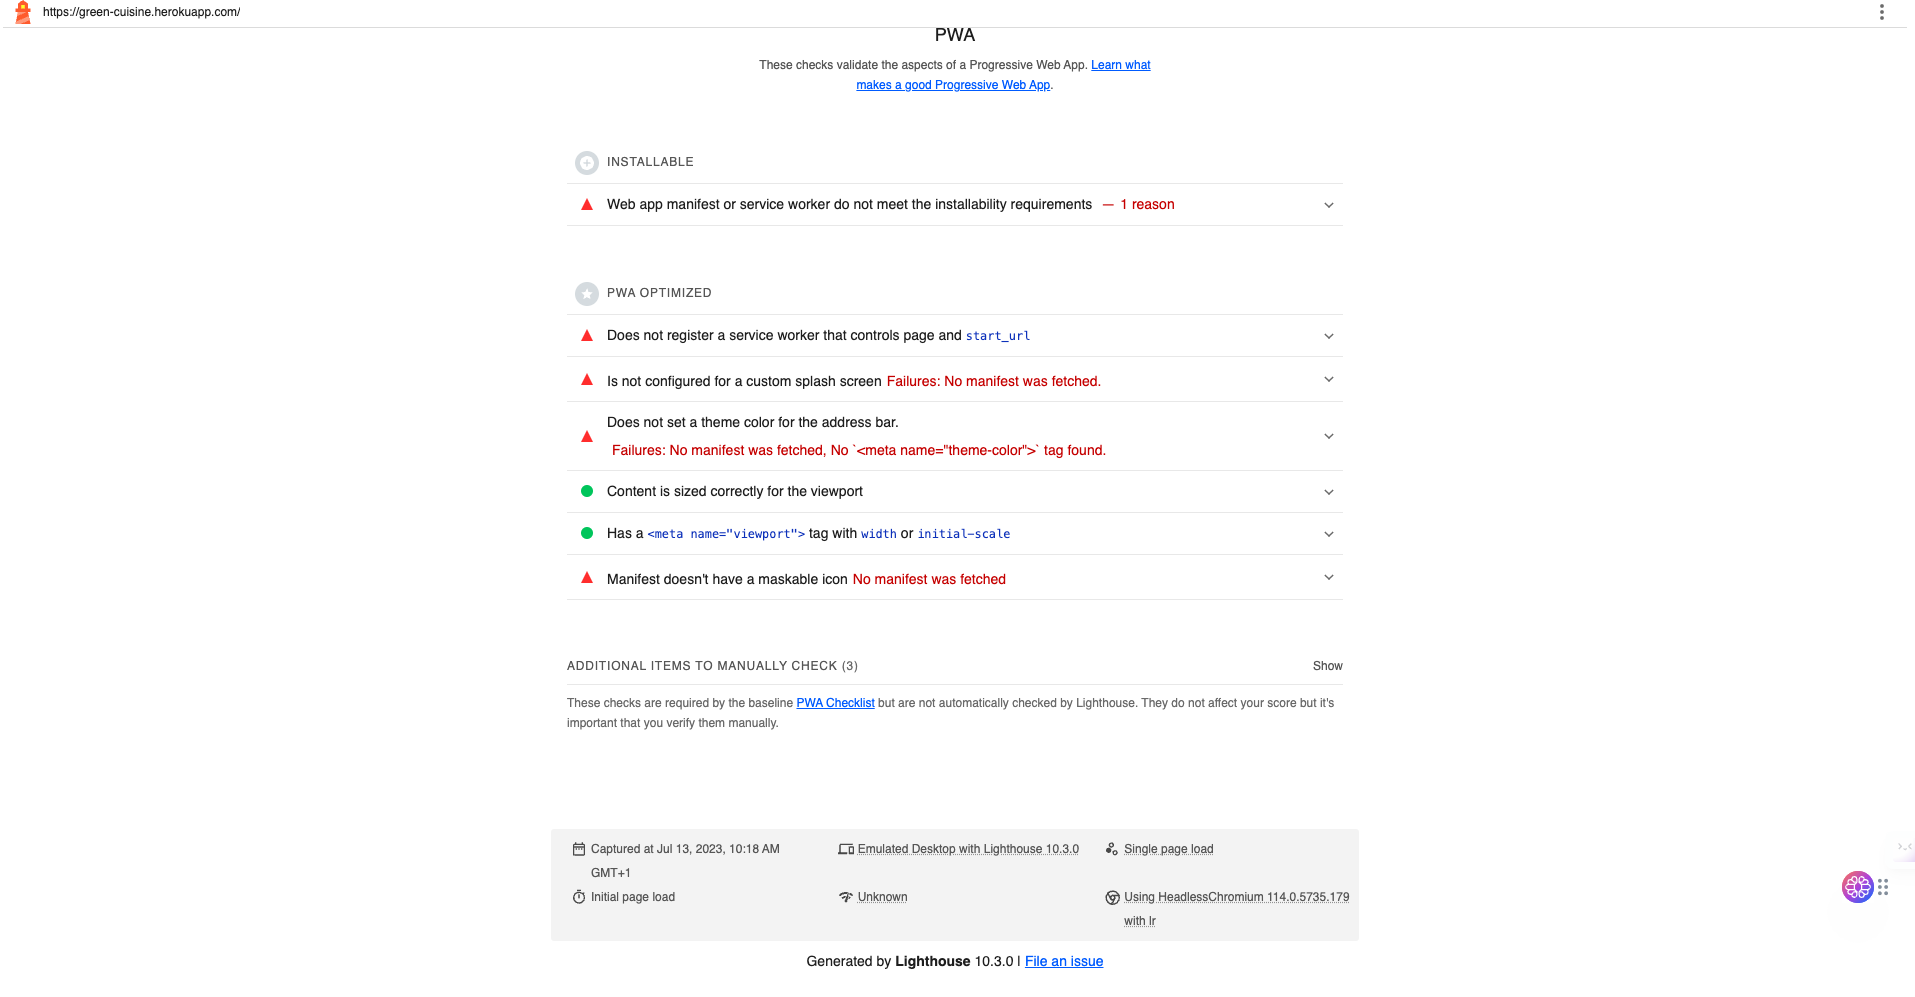 https://green-cuisine.herokuapp.com/
PWA
These checks validate the aspects of a Progressive Web App. Learn what
makes a good Progressive Web App.
INSTALLABLE
Web app manifest or service worker do not meet the installability requirements — 1 reason
PWA OPTIMIZED
Does not register a service worker that controls page and start_url
Is not configured for a custom splash screen Failures: No manifest was fetched.
Does not set a theme color for the address bar.
Failures: No manifest was fetched, No `<meta name="theme-color">` tag found.
Content is sized correctly for the viewport
Has a <meta name="viewport"> tag with width or initial-scale
Manifest doesn't have a maskable icon No manifest was fetched
ADDITIONAL ITEMS TO MANUALLY CHECK (3) Show
These checks are required by the baseline PWA Checklist but are not automatically checked by Lighthouse. They do not affect your score but it's
important that you verify them manually.
Captured at Jul 13, 2023, 10:18 AM
GMT+1
Emulated Desktop with Lighthouse 10.3.0
Single page load
Initial page load
Unknown
Using HeadlessChromium 114.0.5735.179
with lr
Generated by Lighthouse 10.3.0 | File an issue